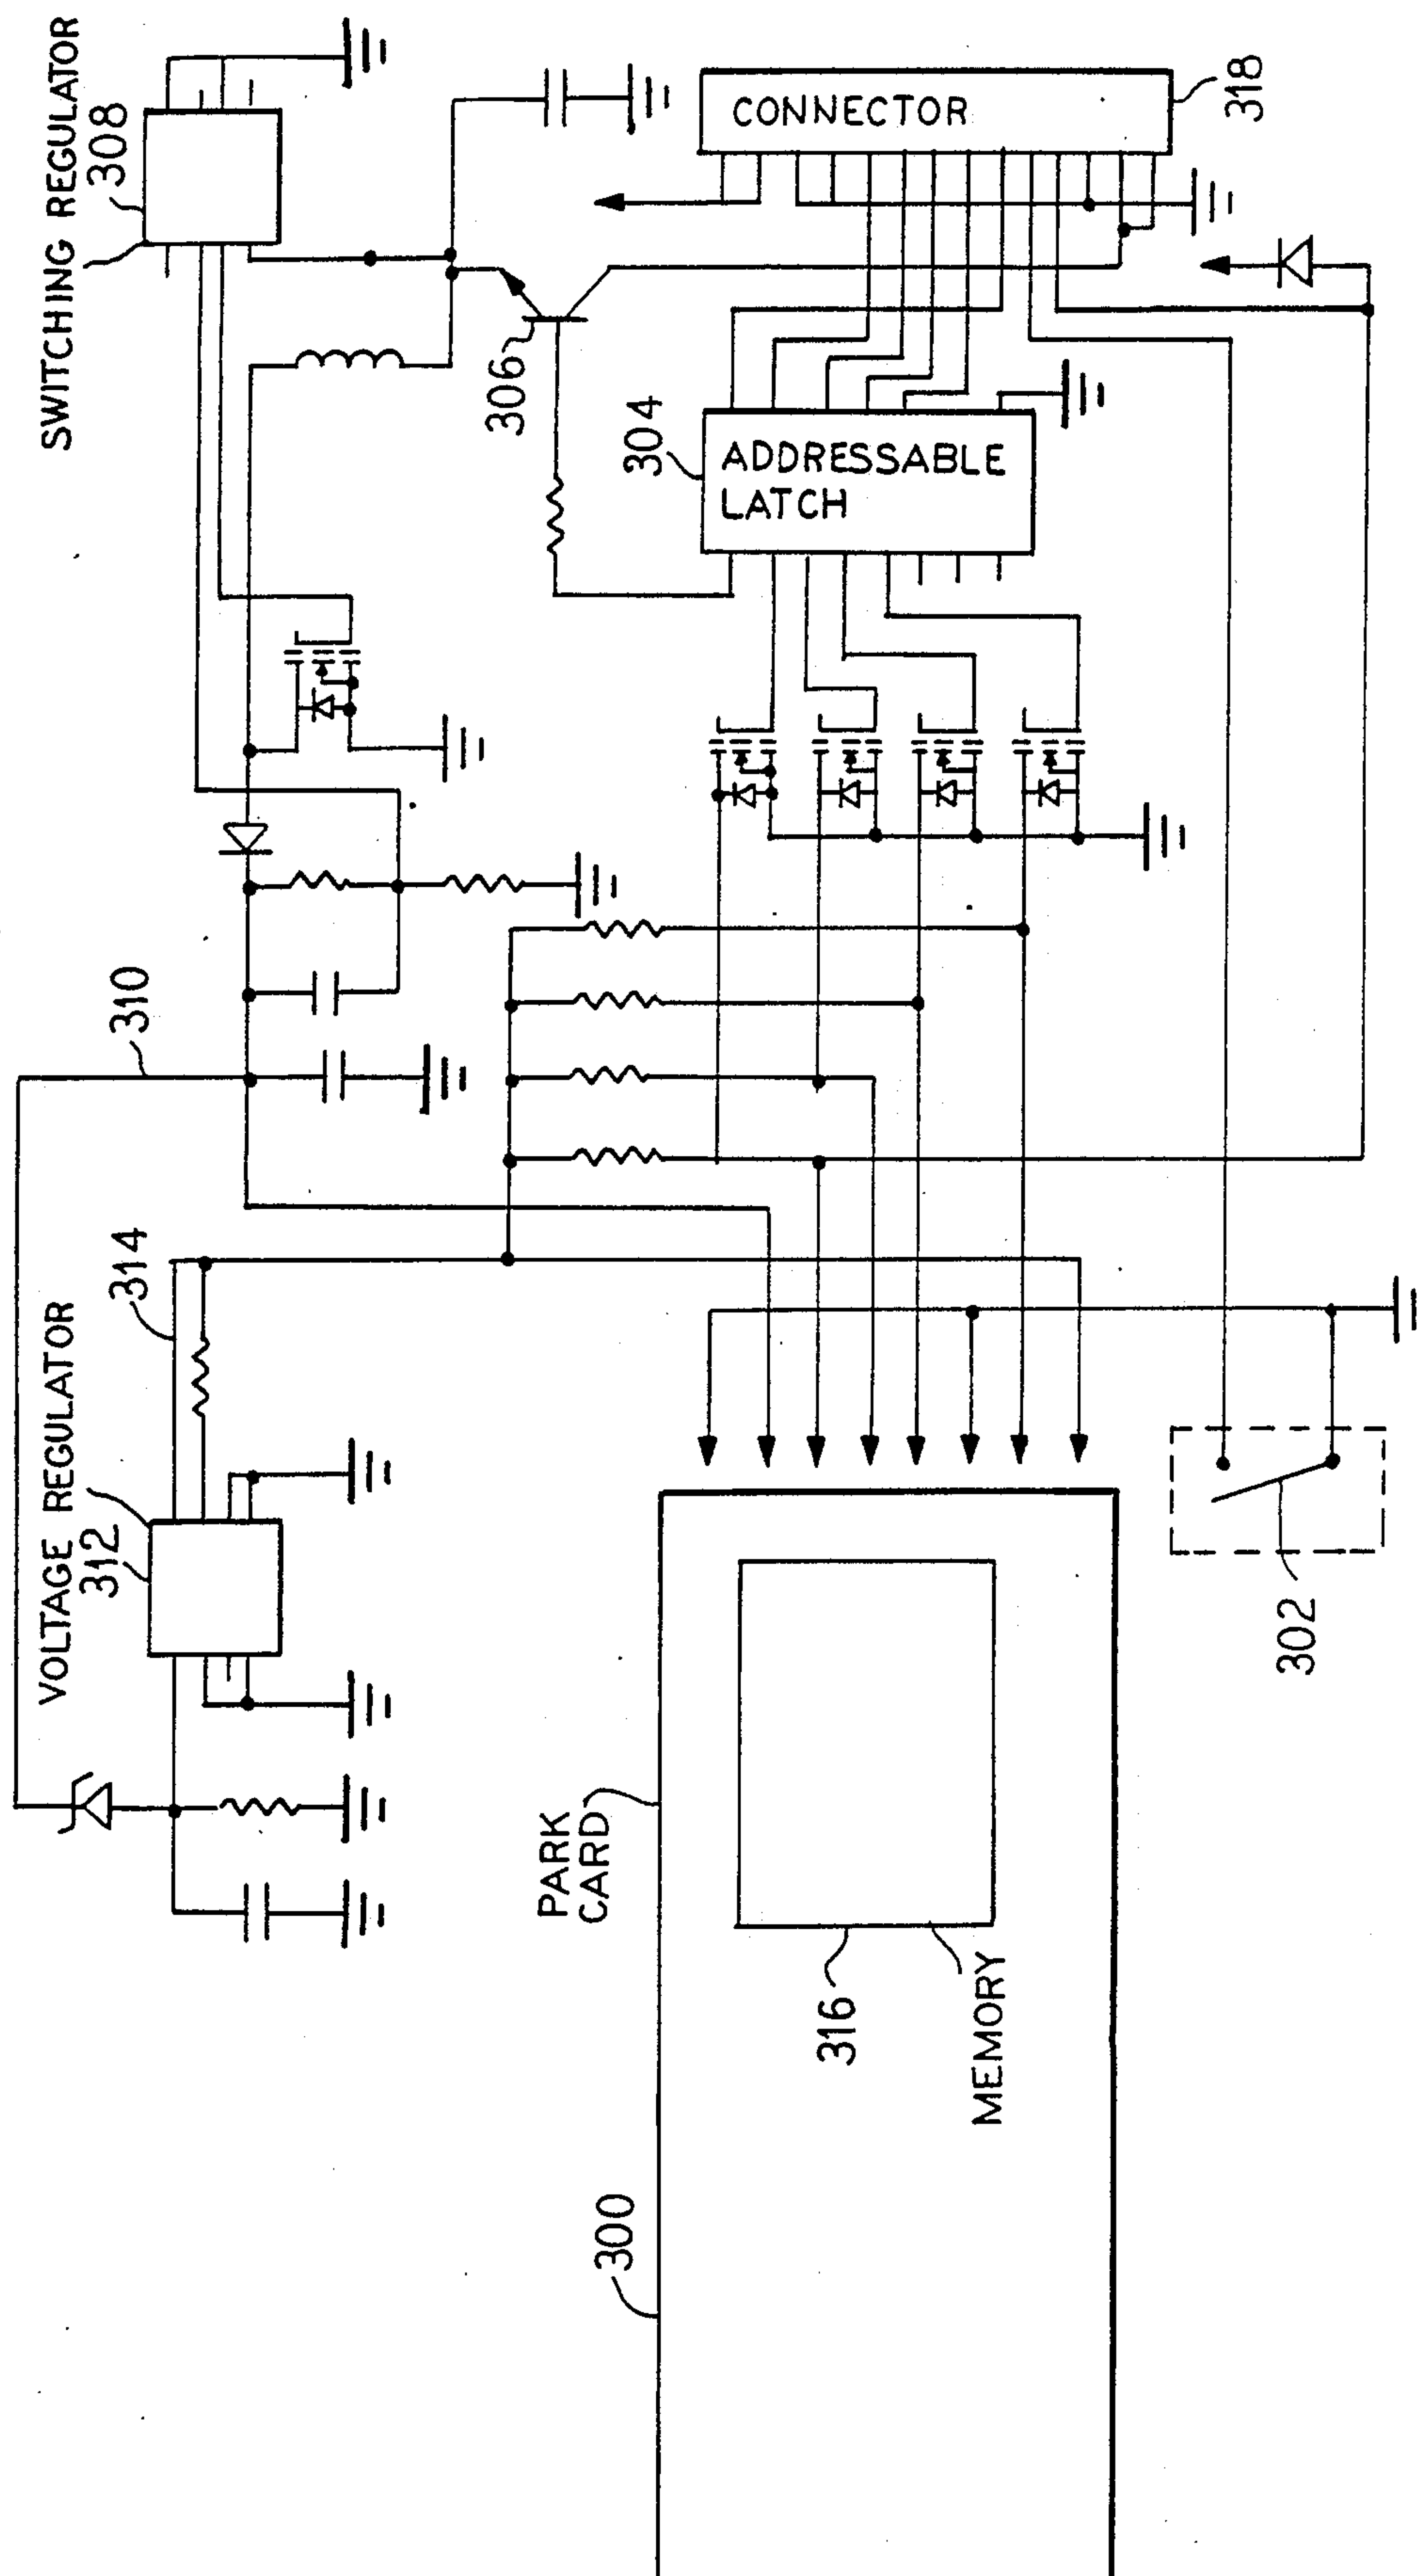 SWITCHING REGULATOR
308
CONNECTOR
318
306
304
ADDRESSABLE
LATCH
310
314
VOLTAGE REGULATOR
312
302
PARK
CARD
316
MEMORY
300